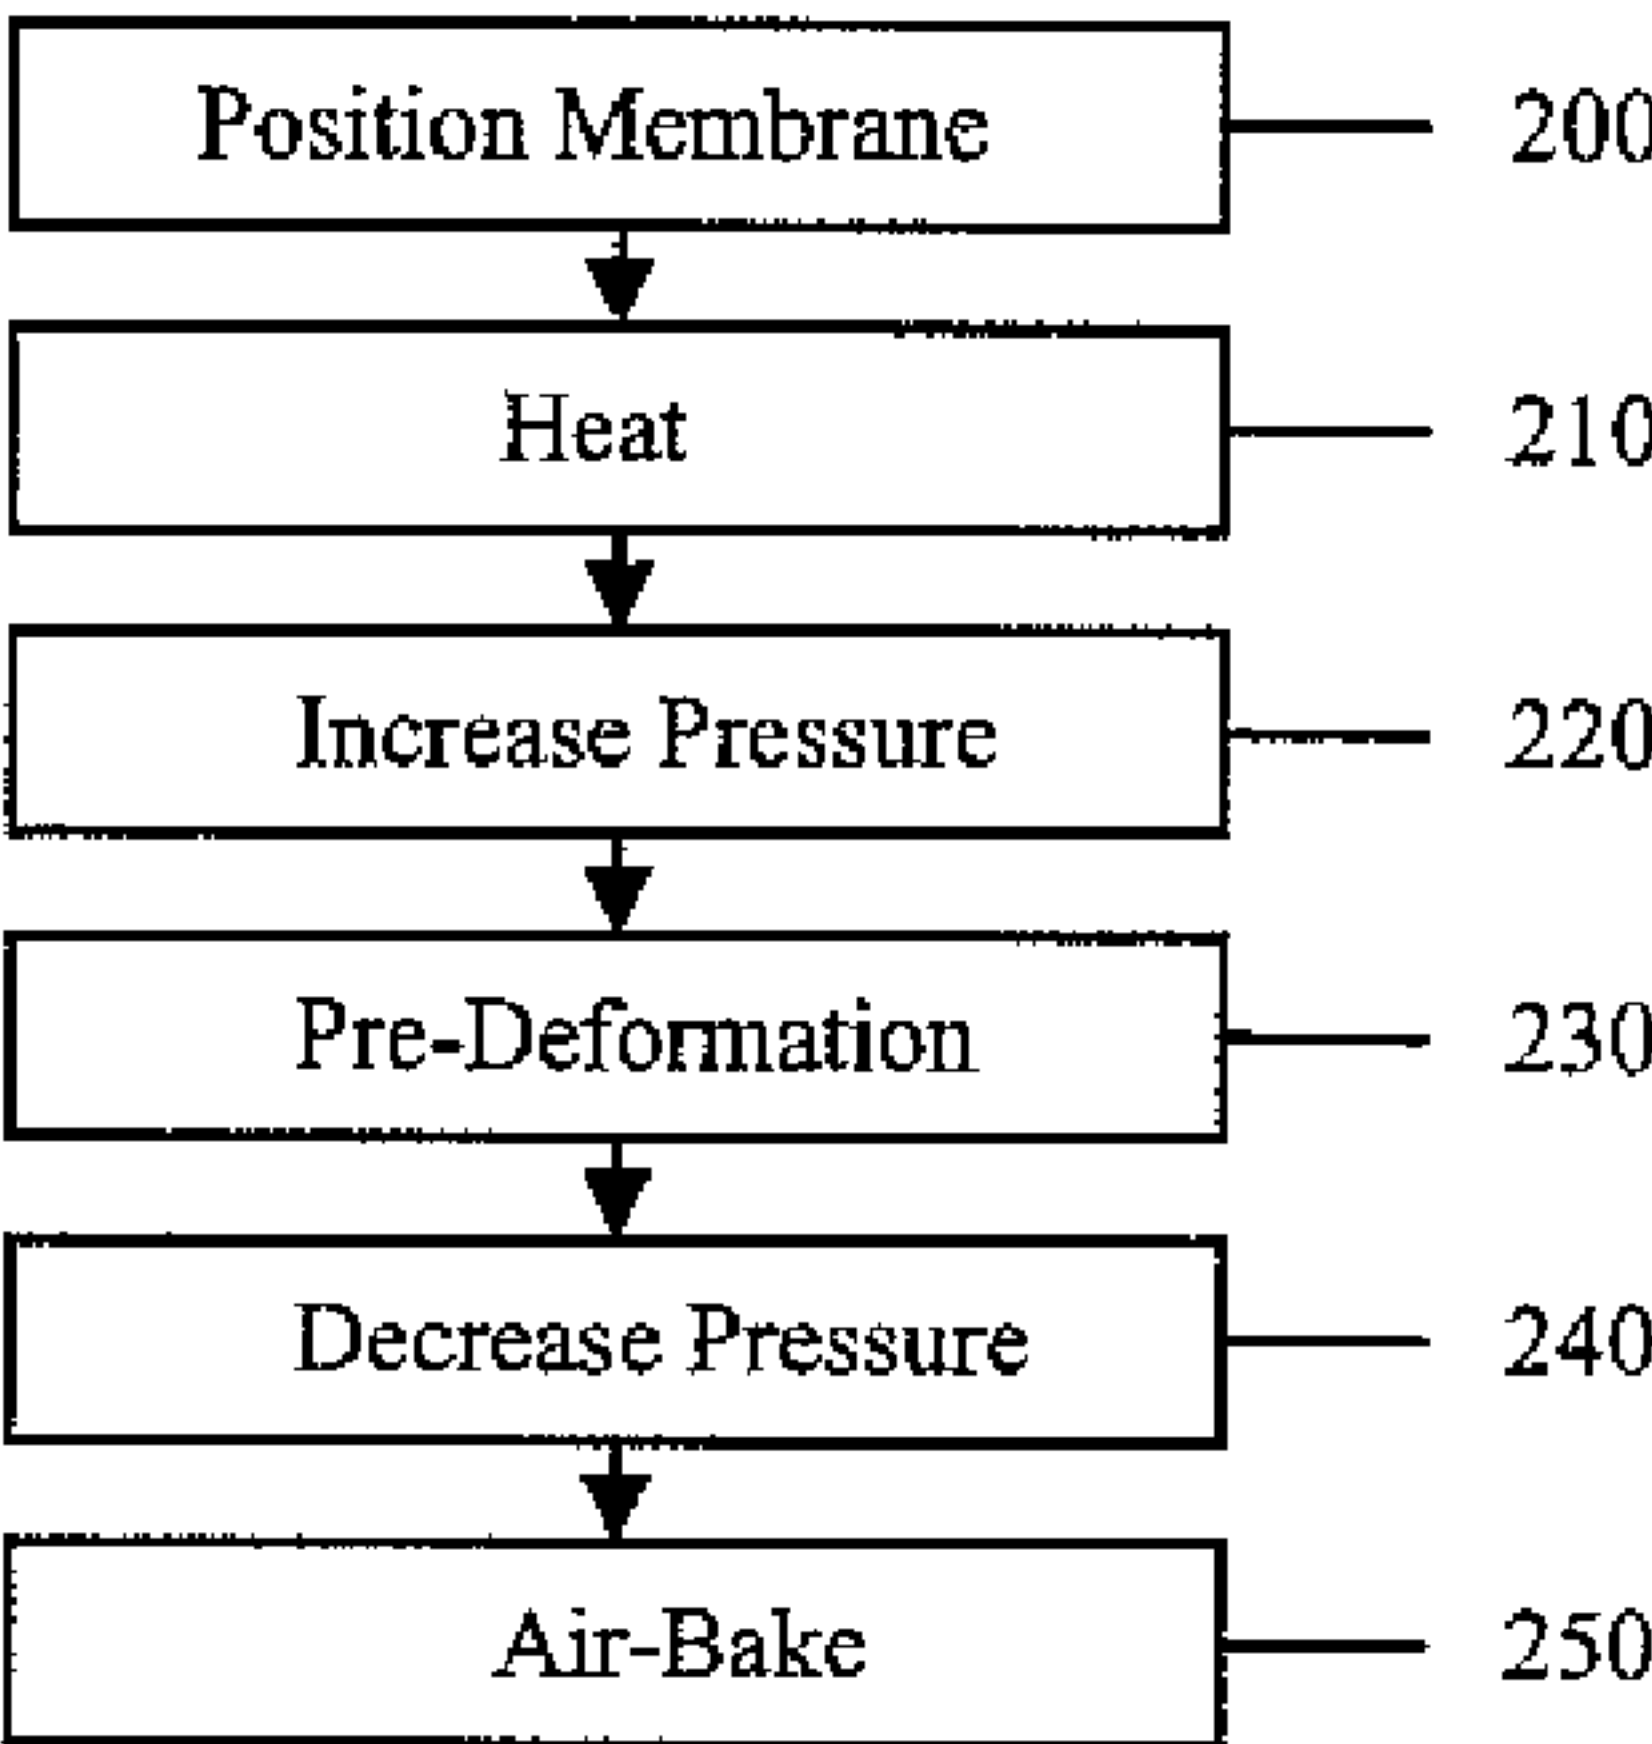 Position Membrane 200
Heat 210
Increase Pressure 220
Pre-Deformation 230
Decrease Pressure 240
Air-Bake 250